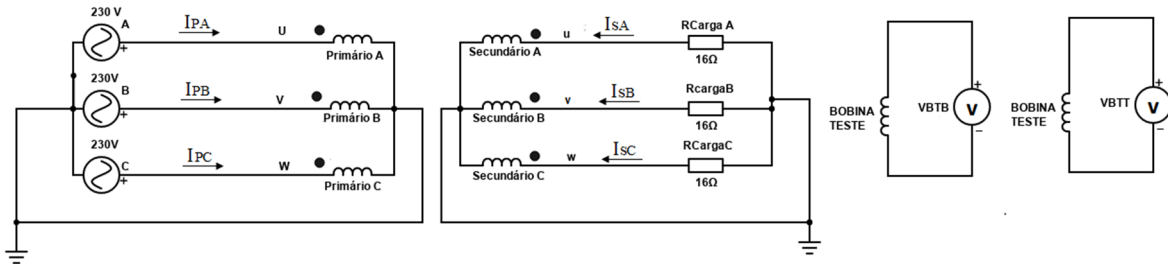 230 V
A
+
IPA
U
Primário A
230V
B
+
IPB
V
Primário B
230V
C
+
IPC
W
Primário C
Secundário A
u
ISA
RCarga A
16Ω
Secundário B
v
ISB
RcargaB
16Ω
Secundário C
w
ISC
RCargaC
16Ω
BOBINA
TESTE
VBTB
+
V
−
BOBINA
TESTE
VBTT
+
V
−